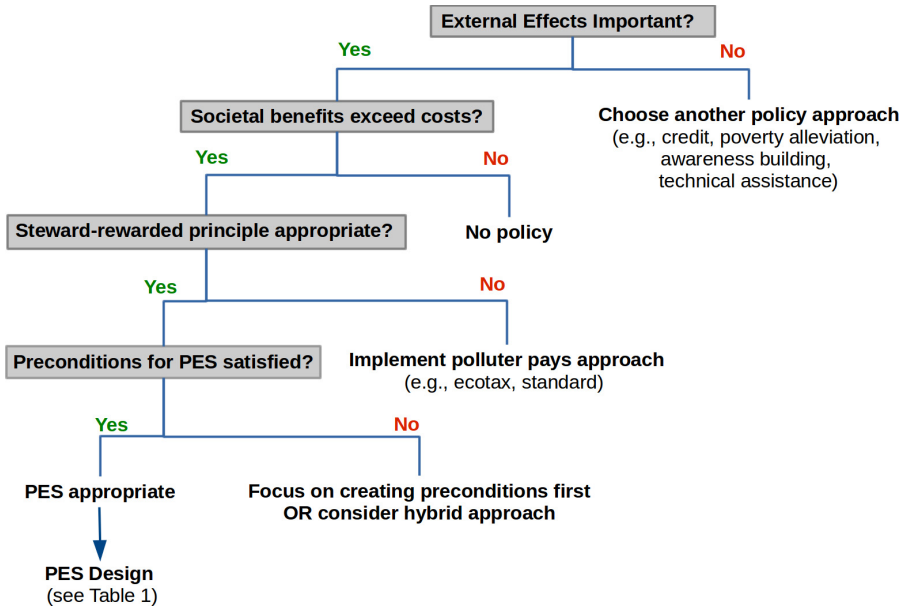 External Effects Important?
Yes
No
Societal benefits exceed costs?
Choose another policy approach
(e.g., credit, poverty alleviation,
awareness building,
technical assistance)
Yes
No
Steward-rewarded principle appropriate?
No policy
Yes
No
Preconditions for PES satisfied?
Implement polluter pays approach
(e.g., ecotax, standard)
Yes
No
PES appropriate
Focus on creating preconditions first
OR consider hybrid approach
PES Design
(see Table 1)